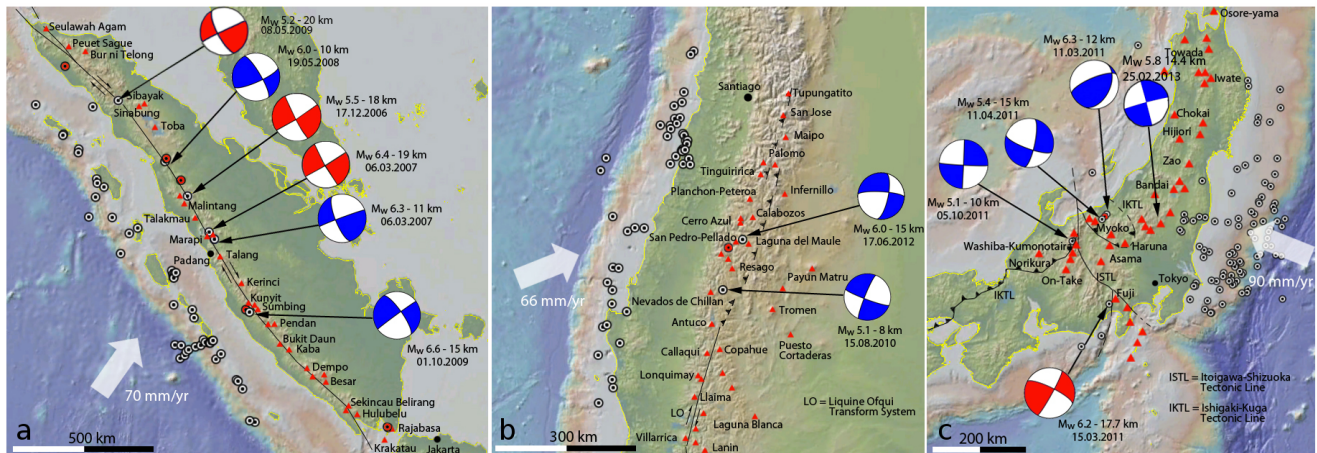 Mw 5.2 - 20 km
08.05.2009
Seulawah Agam
Peuet Sague
Bur ni Telong
Mw 6.0 - 10 km
19.05.2008
Sibayak
Sinabung
Toba
Mw 5.5 - 18 km
17.12.2006
Mw 6.4 - 19 km
06.03.2007
Malintang
Talakmau
Mw 6.3 - 11 km
06.03.2007
Marapi
Padang
Talang
Kerinci
Kunyit
Sumbing
Pendan
Mw 6.6 - 15 km
01.10.2009
Bukit Daun
Kaba
70 mm/yr
Dempo
Besar
Sekincau Belirang
Hulubelu
Rajabasa
Krakatau
Jakarta
a
500 km
Santiago
Tupungatito
San Jose
Maipo
Palomo
Tinguiririca
Planchon-Peteroa
Infernillo
Calabozos
Cerro Azul
San Pedro-Pellado
Laguna del Maule
Mw 6.0 - 15 km
17.06.2012
66 mm/yr
Resago
Payun Matru
Nevados de Chillan
Tromen
Mw 5.1 - 8 km
15.08.2010
Antuco
Puesto
Cortaderas
Callaqui
Copahue
Lonquimay
Llaima
LO
LO = Liquine Ofqui
Transform System
Laguna Blanca
Villarrica
Lanin
b
300 km
Osore-yama
Mw 6.3 - 12 km
11.03.2011
Towada
Mw 5.8 14.4 km
25.02.2013
Iwate
Mw 5.4 - 15 km
11.04.2011
Chokai
Hijiori
Zao
Bandai
Mw 5.1 - 10 km
05.10.2011
IKTL
Myoko
Washiba-Kumonotaira
Haruna
Norikura
Asama
On-Take
ISTL
Tokyo
90 mm/yr
IKTL
Fuji
ISTL = Itoigawa-Shizuoka
Tectonic Line
IKTL = Ishigaki-Kuga
Tectonic Line
Mw 6.2 - 17.7 km
15.03.2011
c
200 km